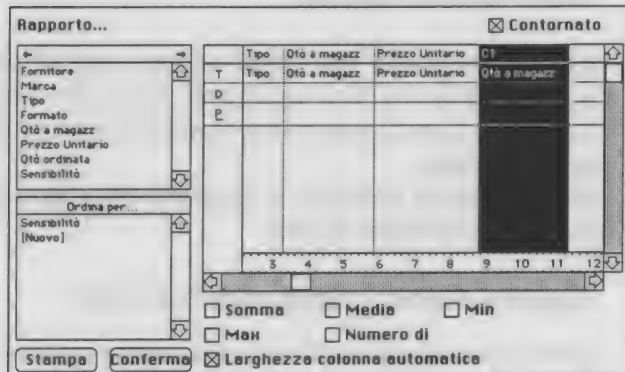 Rapporto...
Contornato
Fornitore
Marca
Tipo
Formato
Qtà a magazz
Prezzo Unitario
Qtà ordinata
Sensibilità
Ordina per...
Sensibilità
[Nuovo]
Tipo Qtà a magazz Prezzo Unitario C1
T Tipo Qtà a magazz Prezzo Unitario Qtà a magazz
D
P
3 4 5 6 7 8 9 10 11 12
Somma Media Min
Max Numero di
Larghezza colonna automatica
Stampa Conferma